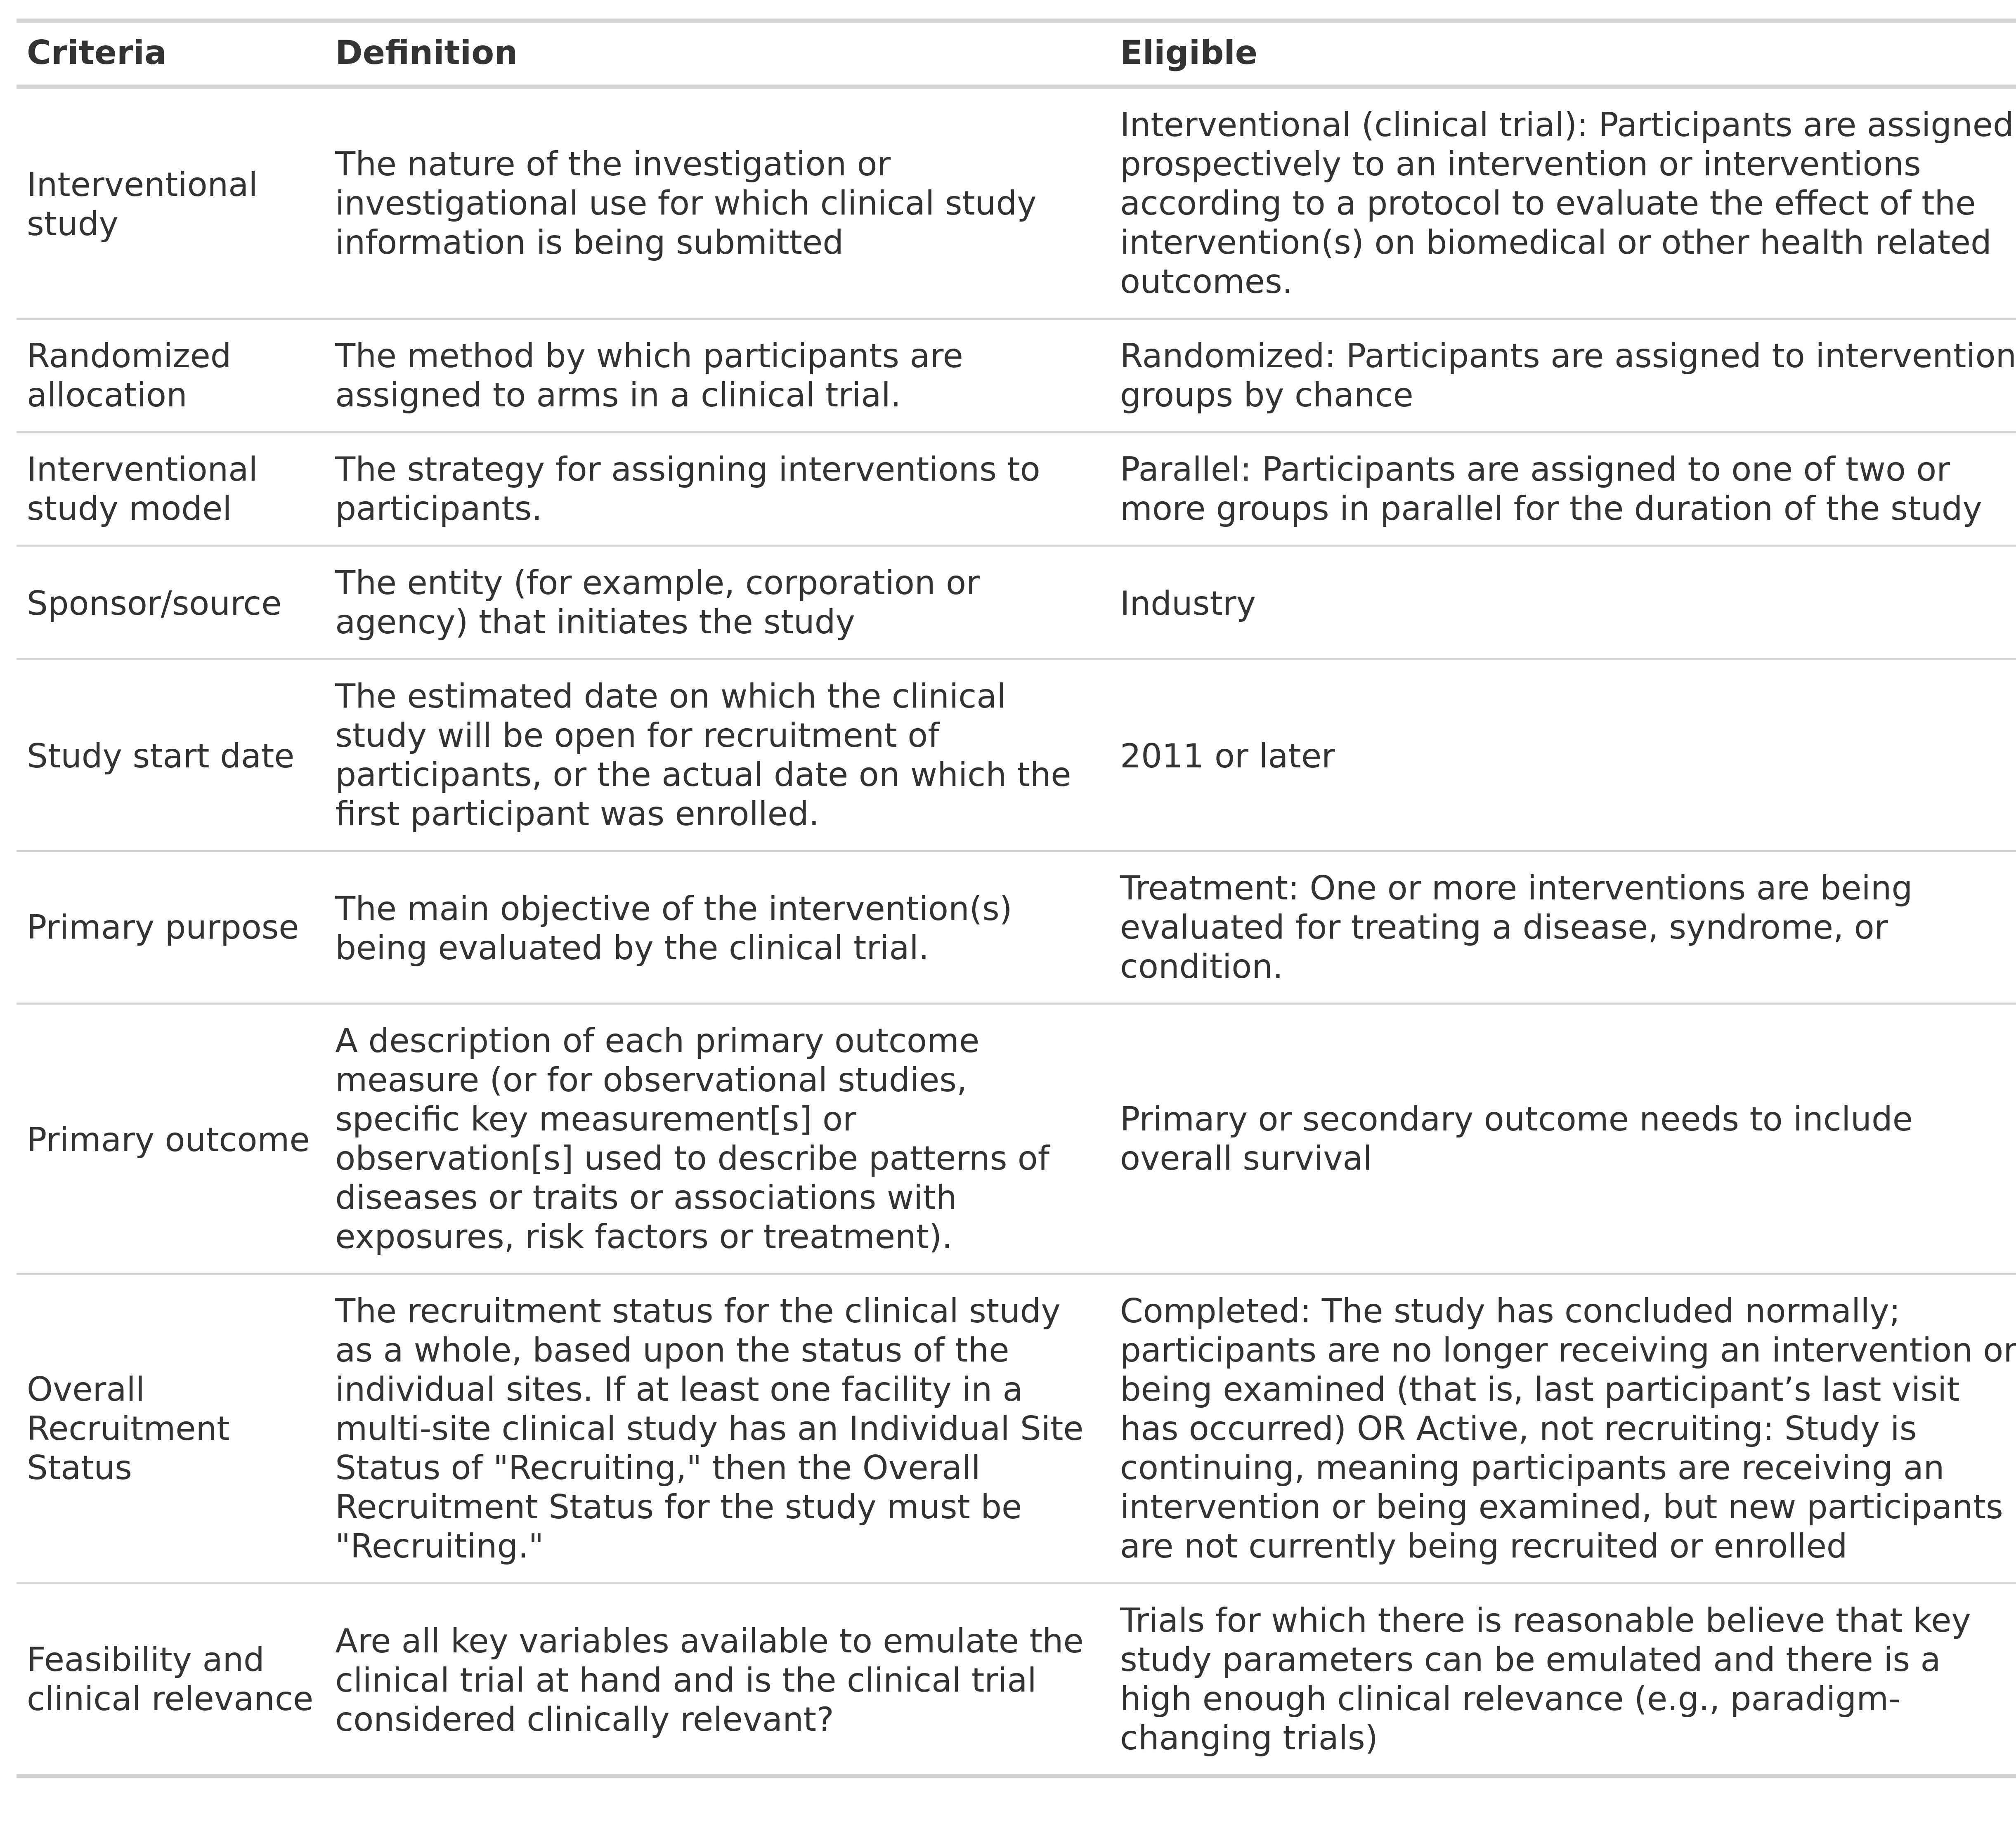 Criteria Definition Eligible
Interventional study
The nature of the investigation or
investigational use for which clinical study
information is being submitted
Interventional (clinical trial): Participants are assigned
prospectively to an intervention or interventions
according to a protocol to evaluate the effect of the
intervention(s) on biomedical or other health related
outcomes.
Randomized
allocation
The method by which participants are
assigned to arms in a clinical trial.
Randomized: Participants are assigned to intervention
groups by chance
Interventional
study model
The strategy for assigning interventions to
participants.
Parallel: Participants are assigned to one of two or
more groups in parallel for the duration of the study
Sponsor/source
The entity (for example, corporation or
agency) that initiates the study
Industry
Study start date
The estimated date on which the clinical
study will be open for recruitment of
participants, or the actual date on which the
first participant was enrolled.
2011 or later
Primary purpose
The main objective of the intervention(s)
being evaluated by the clinical trial.
Treatment: One or more interventions are being
evaluated for treating a disease, syndrome, or
condition.
Primary outcome
A description of each primary outcome
measure (or for observational studies,
specific key measurement[s] or
observation[s] used to describe patterns of
diseases or traits or associations with
exposures, risk factors or treatment).
Primary or secondary outcome needs to include
overall survival
Overall
Recruitment
Status
The recruitment status for the clinical study
as a whole, based upon the status of the
individual sites. If at least one facility in a
multi-site clinical study has an Individual Site
Status of "Recruiting," then the Overall
Recruitment Status for the study must be
"Recruiting."
Completed: The study has concluded normally;
participants are no longer receiving an intervention or
being examined (that is, last participant’s last visit
has occurred) OR Active, not recruiting: Study is
continuing, meaning participants are receiving an
intervention or being examined, but new participants
are not currently being recruited or enrolled
Feasibility and
clinical relevance
Are all key variables available to emulate the
clinical trial at hand and is the clinical trial
considered clinically relevant?
Trials for which there is reasonable believe that key
study parameters can be emulated and there is a
high enough clinical relevance (e.g., paradigm-
changing trials)